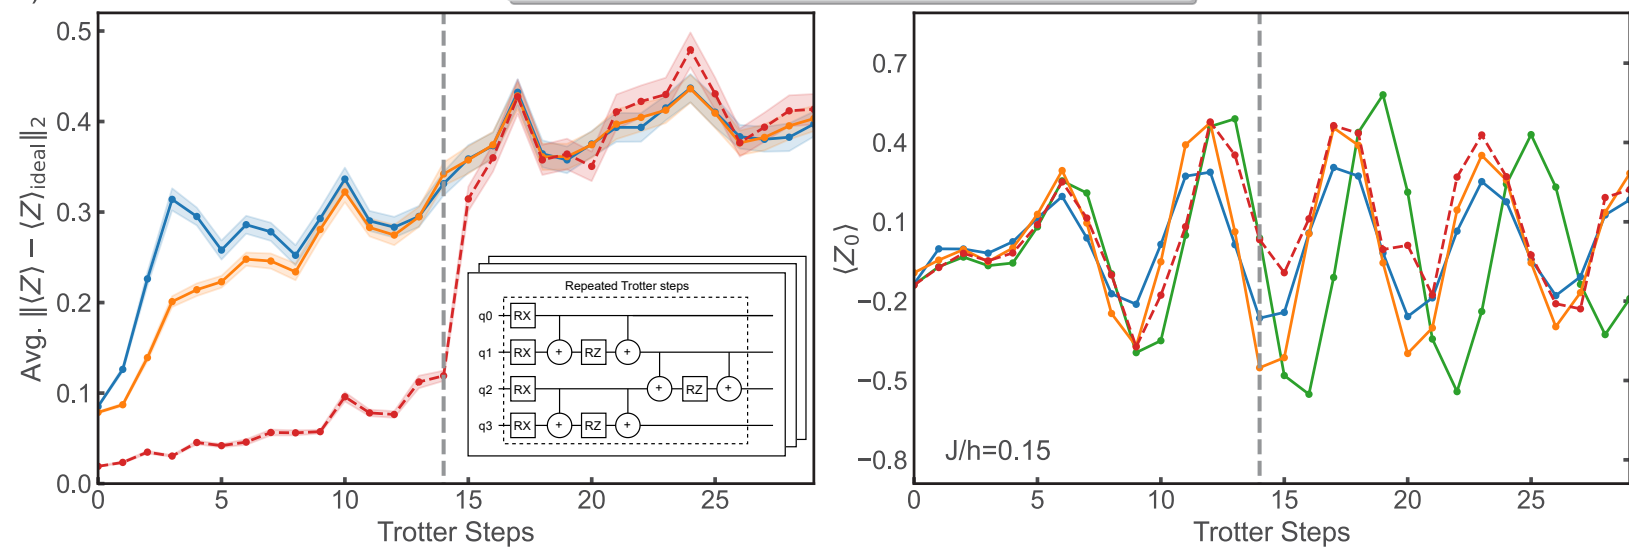 0.5
0.4
0.3
0.2
0.1
0.0
Avg. ∥⟨Z⟩ − ⟨Z⟩ideal∥2
0 5 10 15 20 25
Trotter Steps
Repeated Trotter steps
q0 RX
q1 RX + RZ +
q2 RX + RZ +
q3 RX + RZ +
0.7
0.4
0.1
−0.2
−0.5
−0.8
⟨Z0⟩
J/h=0.15
0 5 10 15 20 25
Trotter Steps